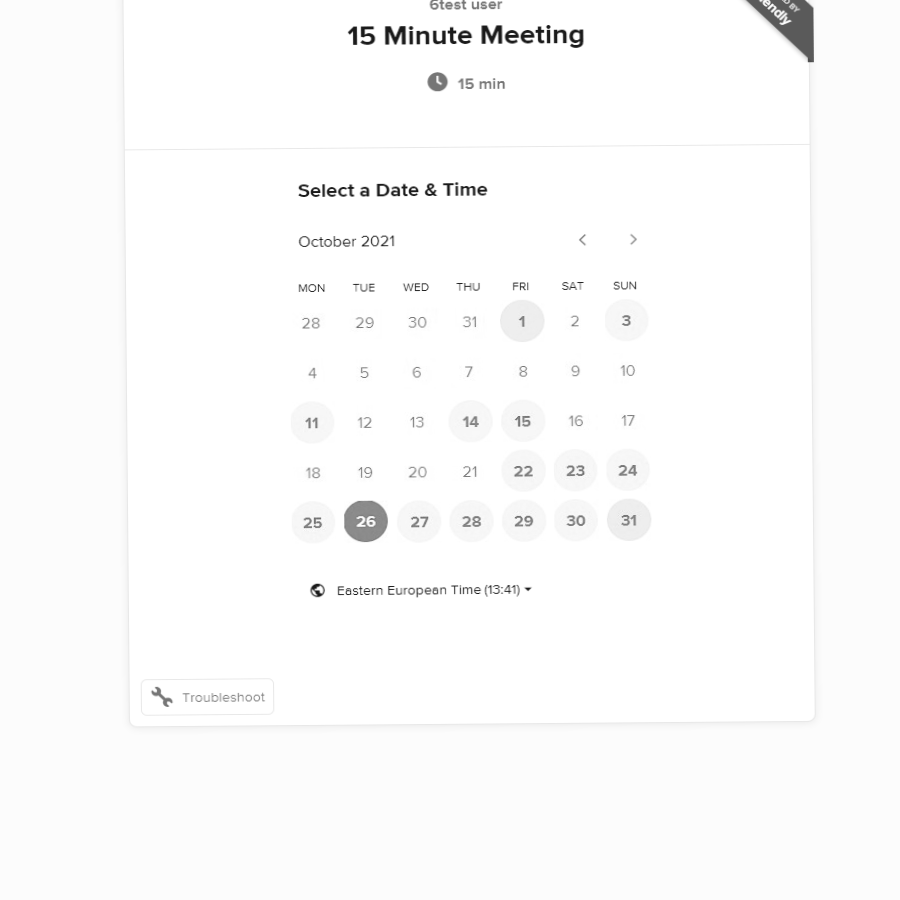 6test user
15 Minute Meeting
15 min
Select a Date & Time
October 2021
MON TUE WED THU FRI SAT SUN
28 29 30 31 1 2 3
4 5 6 7 8 9 10
11 12 13 14 15 16 17
18 19 20 21 22 23 24
25 26 27 28 29 30 31
Eastern European Time (13:41)
Troubleshoot